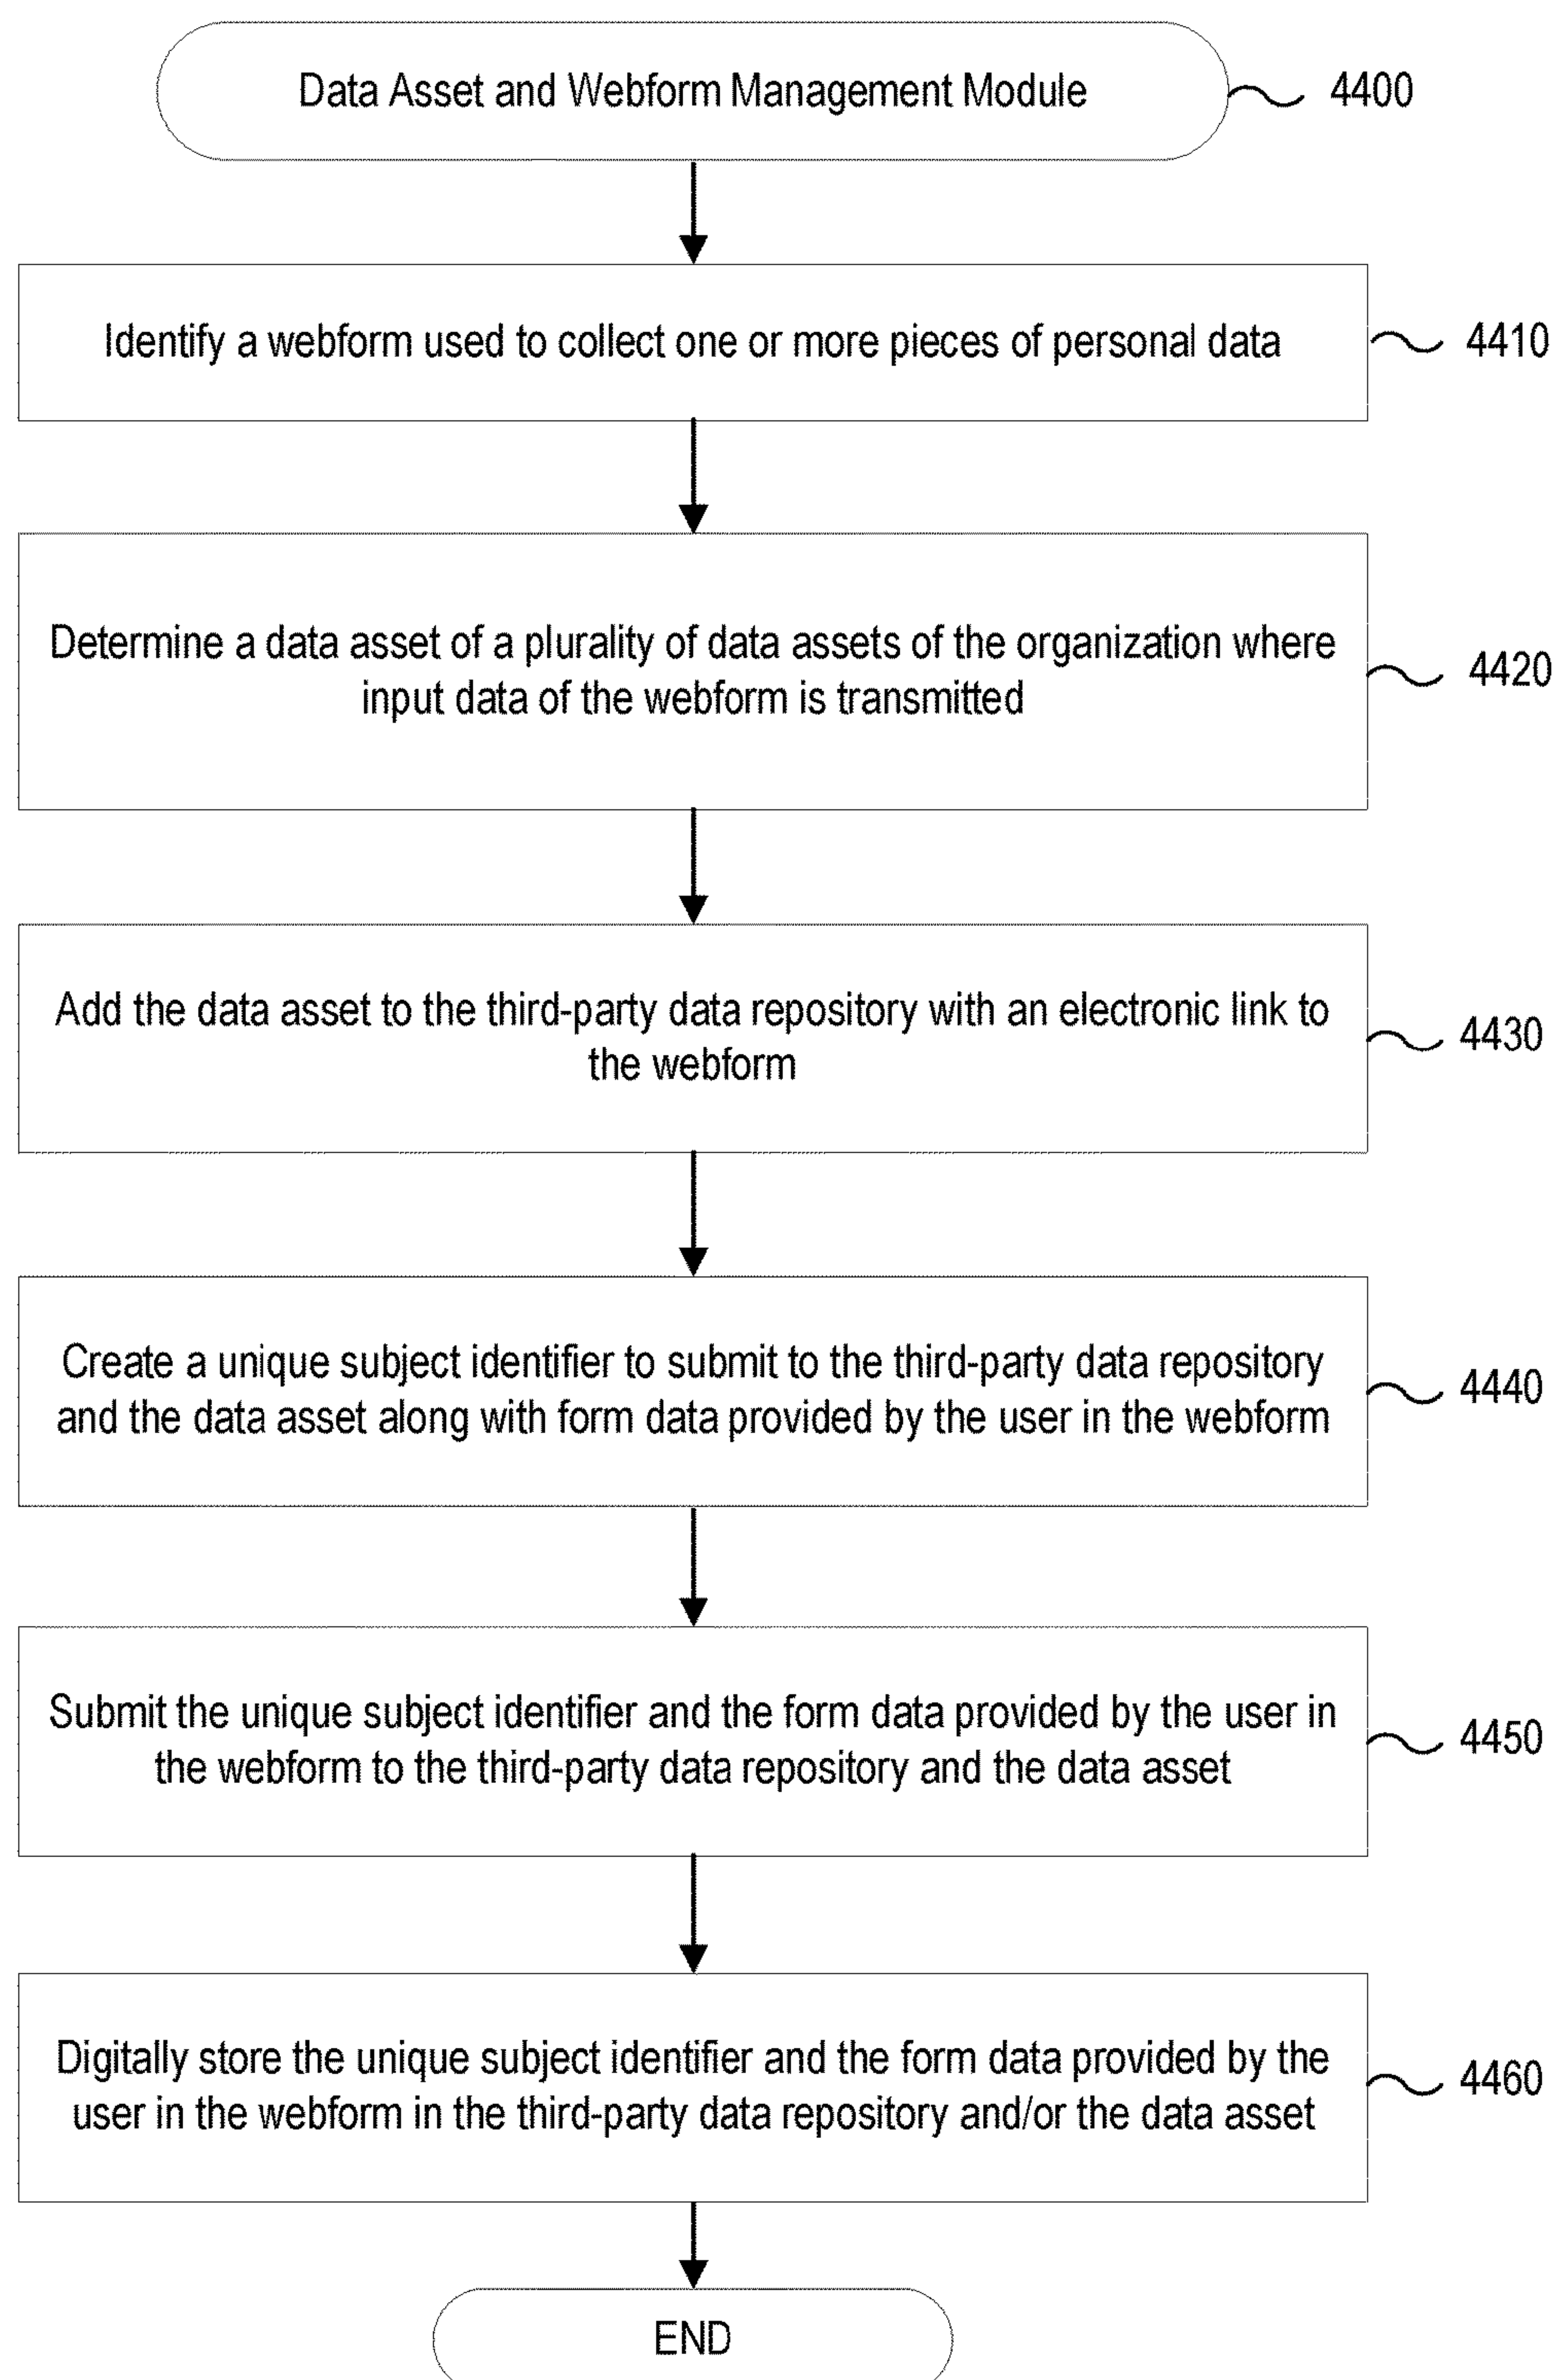 Data Asset and Webform Management Module
4400
Identify a webform used to collect one or more pieces of personal data
4410
Determine a data asset of a plurality of data assets of the organization where
input data of the webform is transmitted
4420
Add the data asset to the third-party data repository with an electronic link to
the webform
4430
Create a unique subject identifier to submit to the third-party data repository
and the data asset along with form data provided by the user in the webform
4440
Submit the unique subject identifier and the form data provided by the user in
the webform to the third-party data repository and the data asset
4450
Digitally store the unique subject identifier and the form data provided by the
user in the webform in the third-party data repository and/or the data asset
4460
END